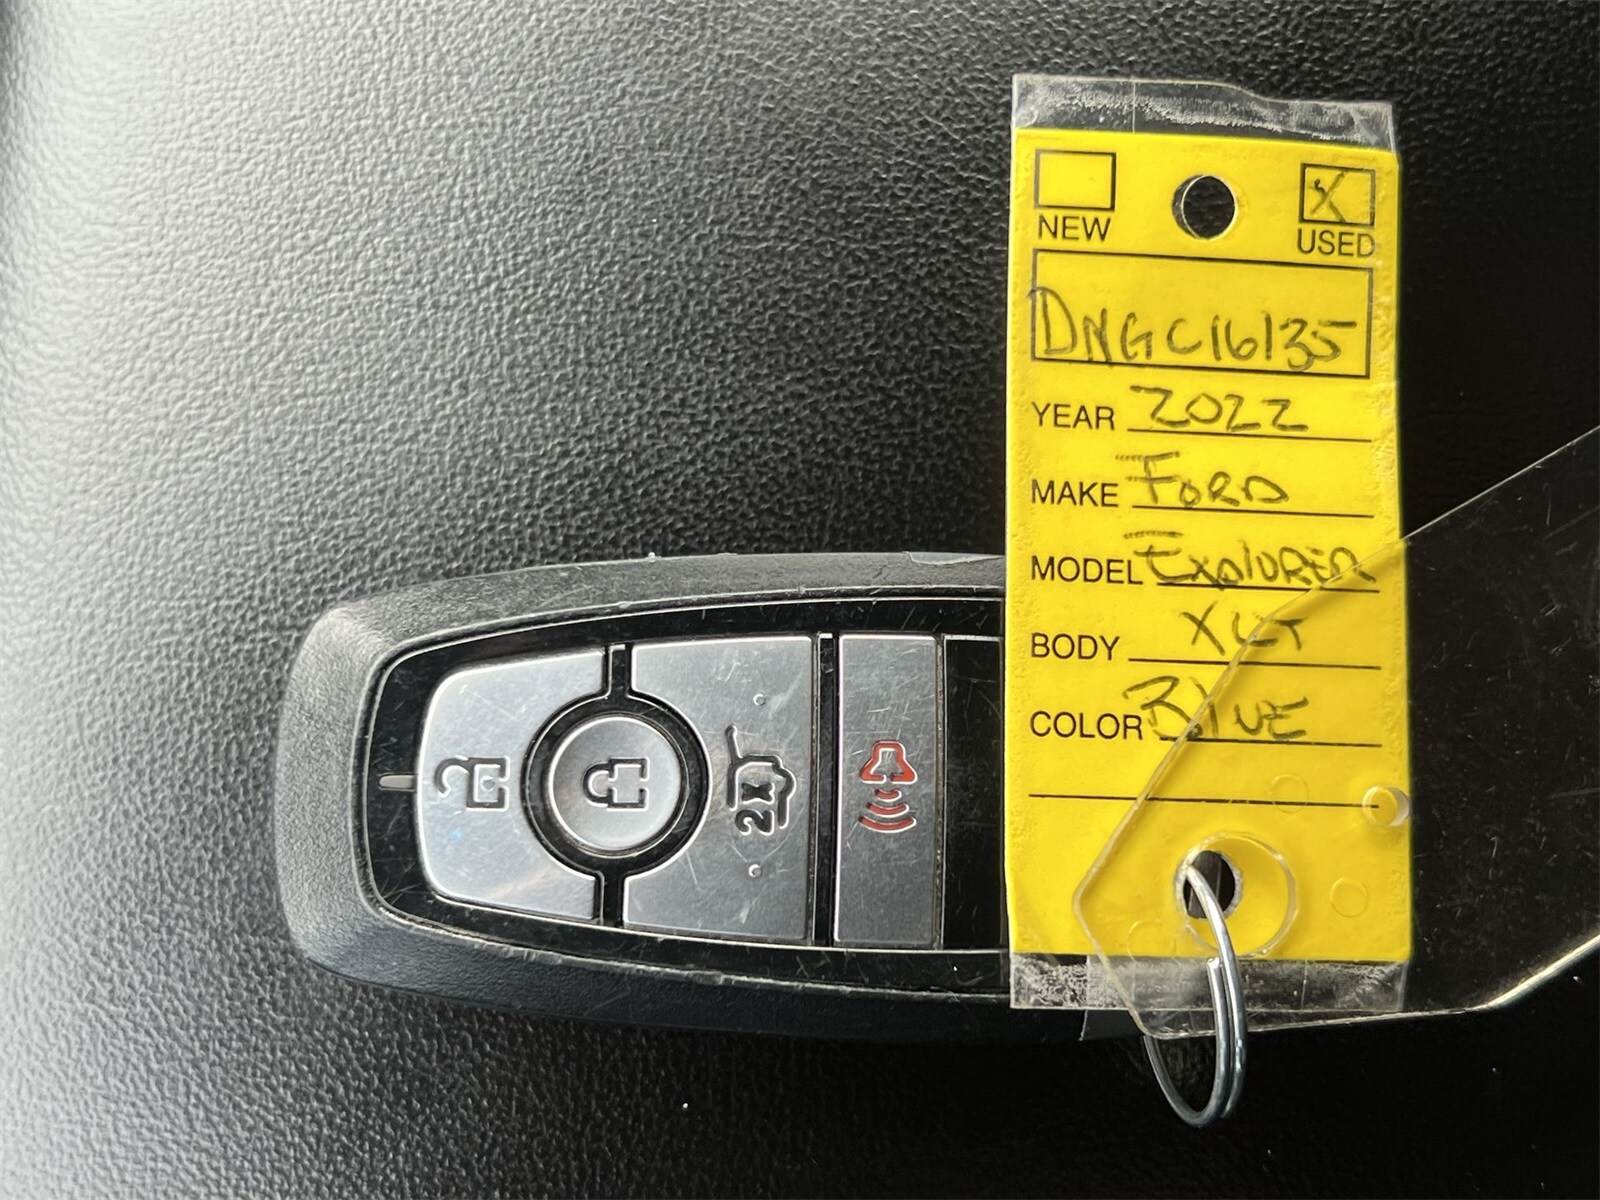 NEW USED
X
DNGC16135
YEAR 2022
MAKE FORD
MODEL EXPLORER
BODY XLT
COLOR BLUE
2X